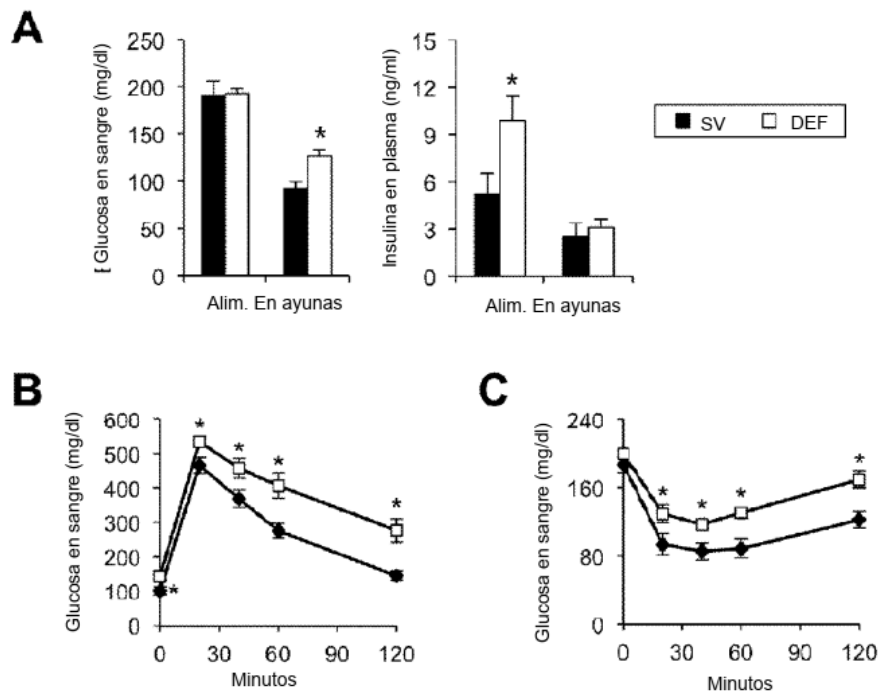 A
[ Glucosa en sangre (mg/dl)
250
200
150
100
50
0
*
Alim. En ayunas
Insulina en plasma (ng/ml)
15
12
9
6
3
0
*
Alim. En ayunas
SV DEF
B
Glucosa en sangre (mg/dl)
600
500
400
300
200
100
0
* * * * *
0 30 60 90 120
Minutos
C
Glucosa en sangre (mg/dl)
240
160
80
0
* * * *
0 30 60 90 120
Minutos